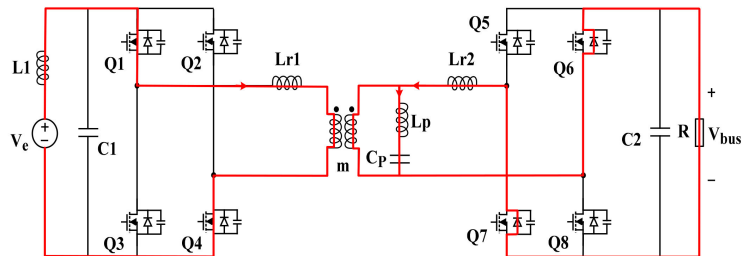 Q5
L1
Q1
Q2
Lr1
Lr2
Q6
+
Lp
+
Ve
−
C1
C2
R
Vbus
CP
m
−
Q3
Q4
Q7
Q8